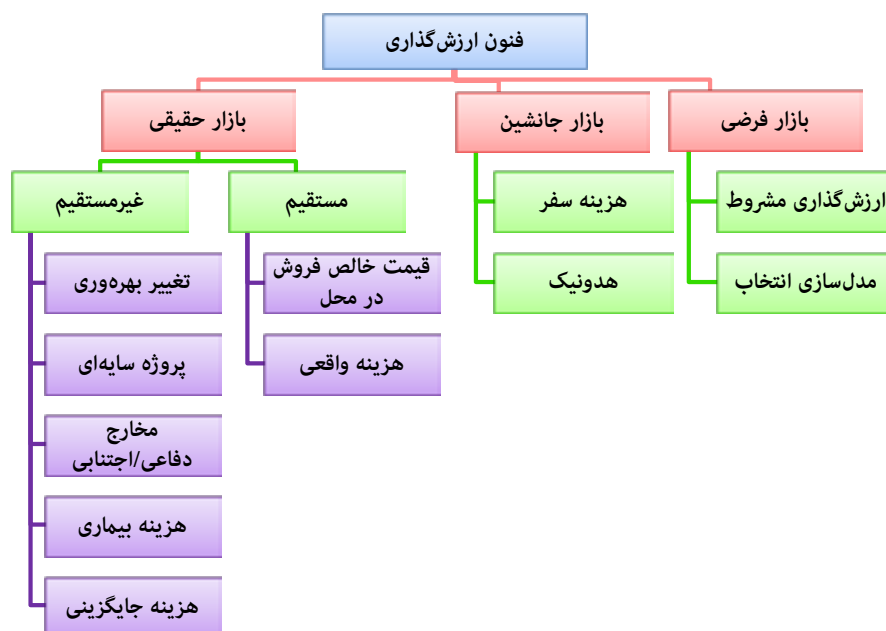 فنون ارزش‌گذاری
بازار فرضی
بازار جانشین
بازار حقیقی
ارزش‌گذاری مشروط
مدل‌سازی انتخاب
هزینه سفر
هدونیک
مستقیم
قیمت خالص فروش
در محل
هزینه واقعی
غیرمستقیم
تغییر بهره‌وری
پروژه سایه‌ای
مخارج
دفاعی/اجتنابی
هزینه بیماری
هزینه جایگزینی